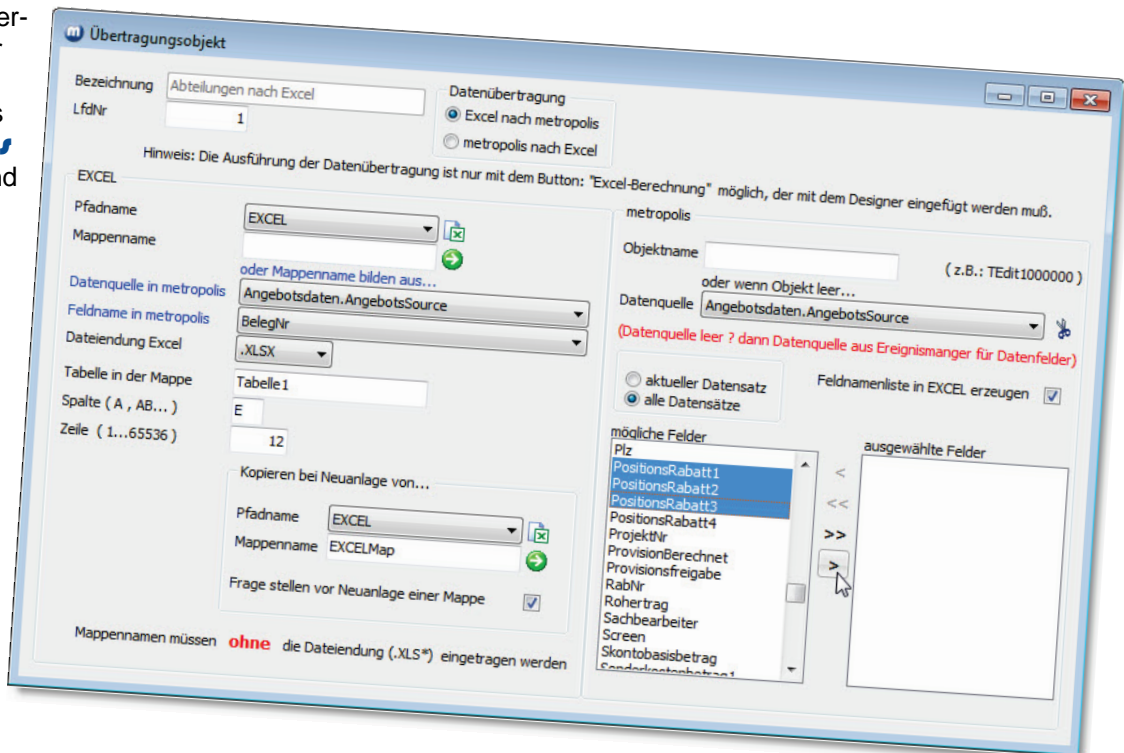 er-
s
nd
Übertragungsobjekt
Bezeichnung Abteilungen nach Excel
LfdNr 1
Datenübertragung
Excel nach metropolis
metropolis nach Excel
Hinweis: Die Ausführung der Datenübertragung ist nur mit dem Button: "Excel-Berechnung" möglich, der mit dem Designer eingefügt werden muß.
EXCEL
Pfadname EXCEL
Mappenname
oder Mappenname bilden aus...
Datenquelle in metropolis Angebotsdaten.AngebotsSource
Feldname in metropolis BelegNr
Dateiendung Excel .XLSX
Tabelle in der Mappe Tabelle1
Spalte ( A , AB... ) E
Zeile ( 1...65536 ) 12
Kopieren bei Neuanlage von...
Pfadname EXCEL
Mappenname EXCELMap
Frage stellen vor Neuanlage einer Mappe
Mappennamen müssen ohne die Dateiendung (.XLS*) eingetragen werden
metropolis
Objektname ( z.B.: TEdit1000000 )
oder wenn Objekt leer...
Datenquelle Angebotsdaten.AngebotsSource
(Datenquelle leer ? dann Datenquelle aus Ereignismanger für Datenfelder)
aktueller Datensatz
alle Datensätze
Feldnamenliste in EXCEL erzeugen
mögliche Felder
Plz
PositionsRabatt1
PositionsRabatt2
PositionsRabatt3
PositionsRabatt4
ProjektNr
ProvisionBerechnet
Provisionsfreigabe
RabNr
Rohertrag
Sachbearbeiter
Screen
Skontobasisbetrag
Sonderkostenbetrag1
<
<<
>>
>
ausgewählte Felder